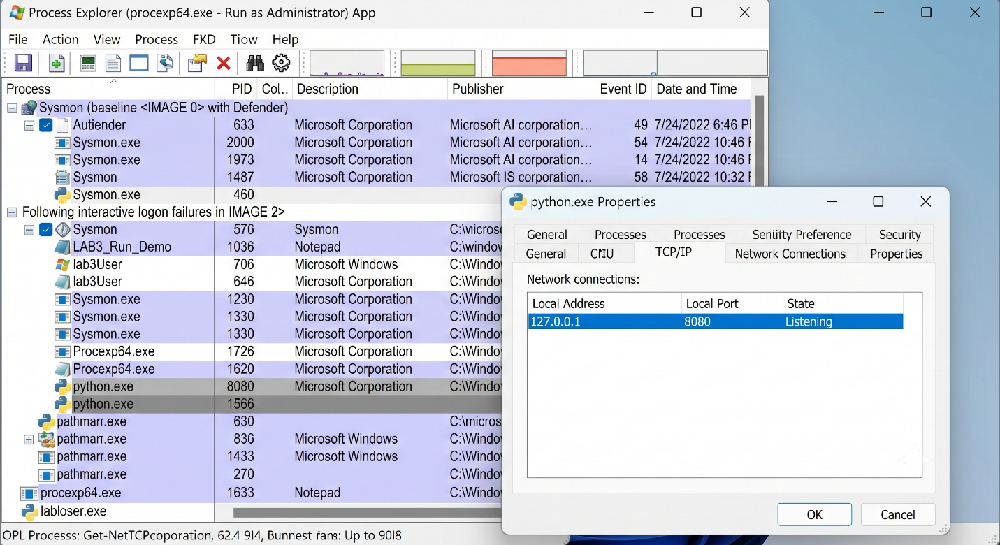 Process Explorer (procexp64.exe - Run as Administrator) App
File Action View Process FXD Tiow Help
Process PID Col... Description Publisher Event ID Date and Time
Sysmon (baseline <IMAGE 0> with Defender)
Autiender 633 Microsoft Corporation Microsoft AI corporation... 49 7/24/2022 6:46 P
Sysmon.exe 2000 Microsoft Corporation Microsoft AI corporation... 54 7/24/2022 10:46
Sysmon.exe 1973 Microsoft Corporation Microsoft AI corporation... 14 7/24/2022 10:46
Sysmon 1487 Microsoft Corporation Microsoft IS corporation... 58 7/24/2022 10:32
Sysmon.exe 460
Following interactive logon failures in IMAGE 2>
Sysmon 576 Sysmon C:\vicros
LAB3_Run_Demo 1036 Notepad C:\window
lab3User 706 Microsoft Windows C:\Window
lab3User 646 Microsoft Corporation C:\Window
Sysmon.exe 1230 Microsoft Corporation C:\Windo
Sysmon.exe 1330 Microsoft Corporation C:\Windo
Sysmon.exe 1330 Microsoft Corporation C:\Windo
Procexp64.exe 1726 Microsoft Corporation C:\Windo
Procexp64.exe 1620 Microsoft Corporation C:\Windo
python.exe 8080 Microsoft Corporation C:\Windo
python.exe 1566
pathmarr.exe 630 C:\micros
pathmarr.exe 830 Microsoft Windows C:\Windo
pathmarr.exe 1433 Microsoft Windows C:\Windo
pathmarr.exe 270 C:\Windo
procexp64.exe 1633 Notepad C:\Windo
labloser.exe
OPL Processs: Get-NetTCPcoporation, 62.4 9I4, Bunnest ran: Up to 90I8
python.exe Properties
General Processes Processes Seniifty Preference Security
General CIIU TCP/IP Network Connections Properties
Network connections:
Local Address Local Port State
127.0.0.1 8080 Listening
OK Cancel